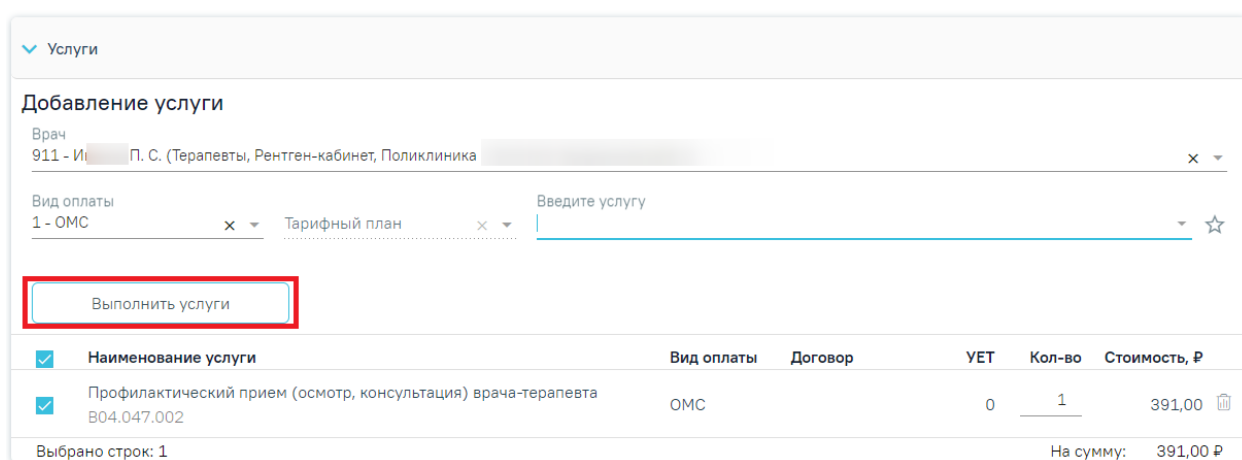 Услуги
Добавление услуги
Врач
911 - П. С. (Терапевты, Рентген-кабинет, Поликлиника
Вид оплаты
1 - ОМС
Тарифный план
Введите услугу
Выполнить услуги
Наименование услуги Вид оплаты Договор УЕТ Кол-во Стоимость, ₽
Профилактический прием (осмотр, консультация) врача-терапевта
B04.047.002
ОМС 0 1 391,00
Выбрано строк: 1 На сумму: 391,00 ₽